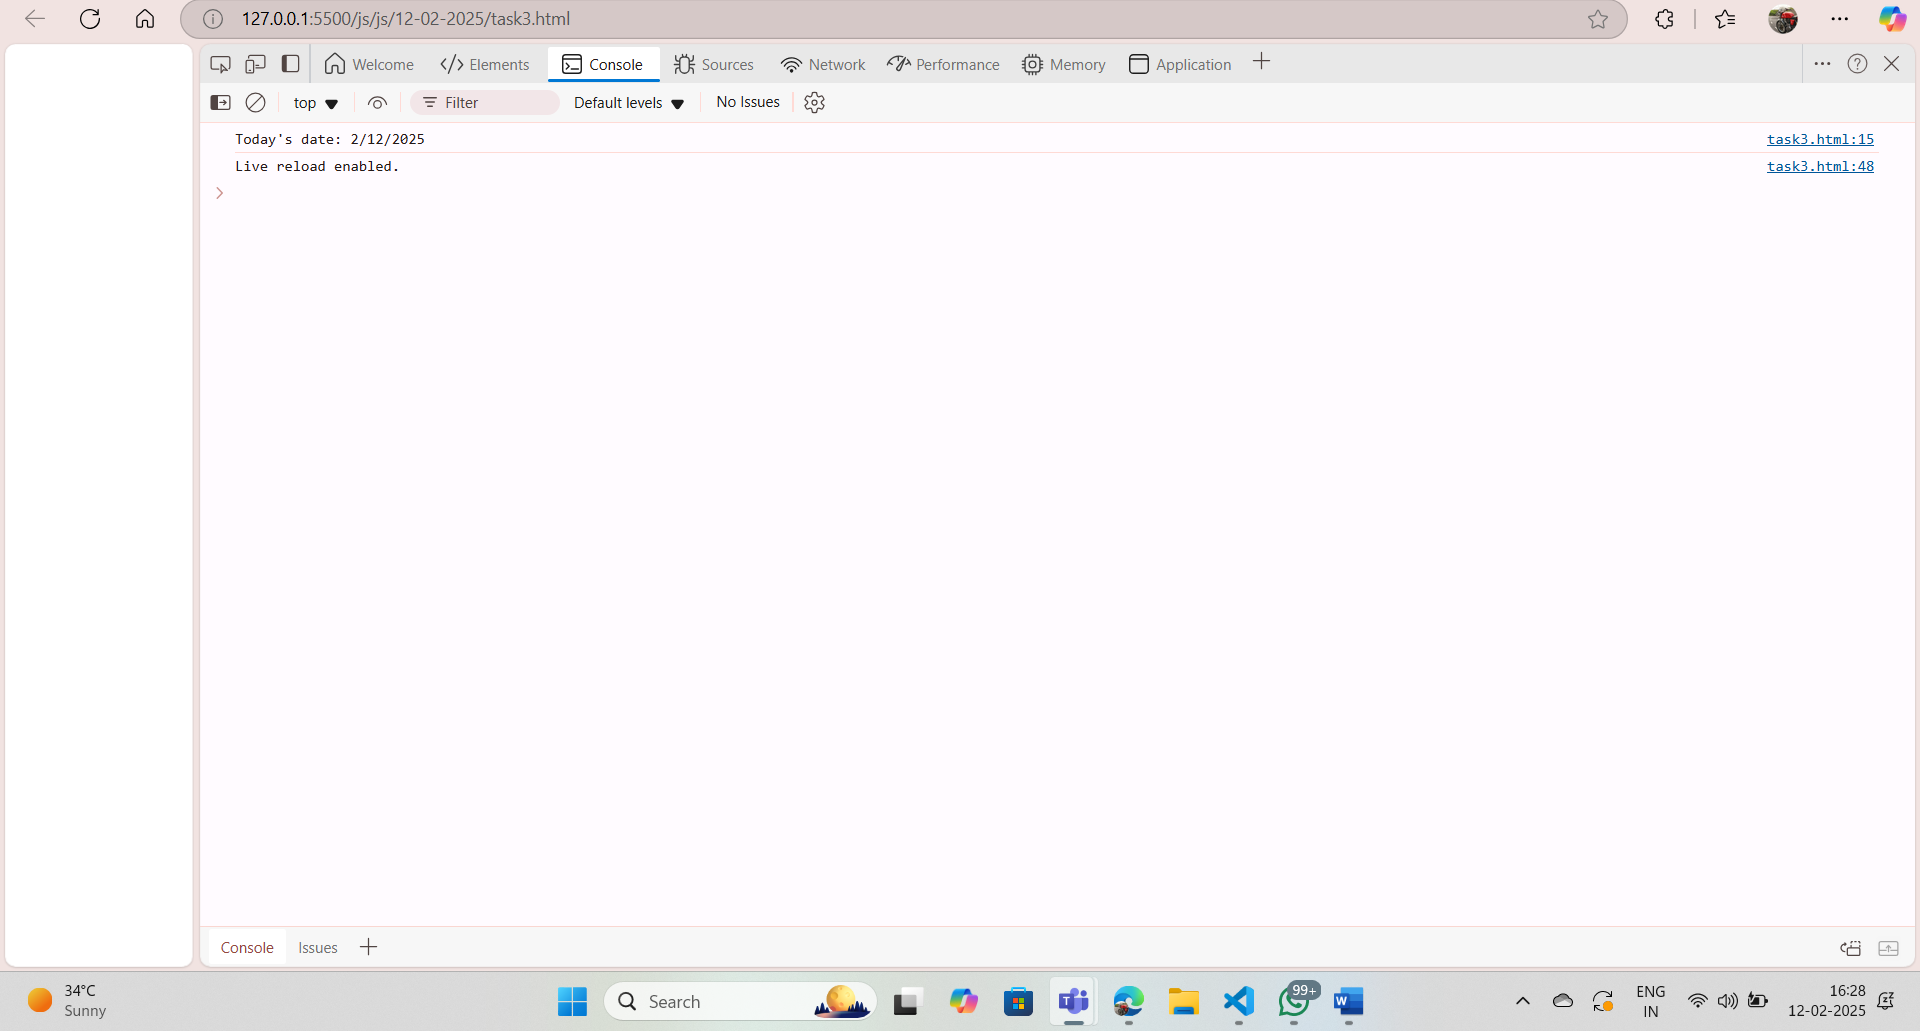 127.0.0.1:5500/js/js/12-02-2025/task3.html
Welcome Elements Console Sources Network Performance Memory Application
top Filter Default levels No Issues
Today's date: 2/12/2025 task3.html:15
Live reload enabled. task3.html:48
Console Issues
34°C
Sunny
Search
99+
ENG
IN
16:28
12-02-2025